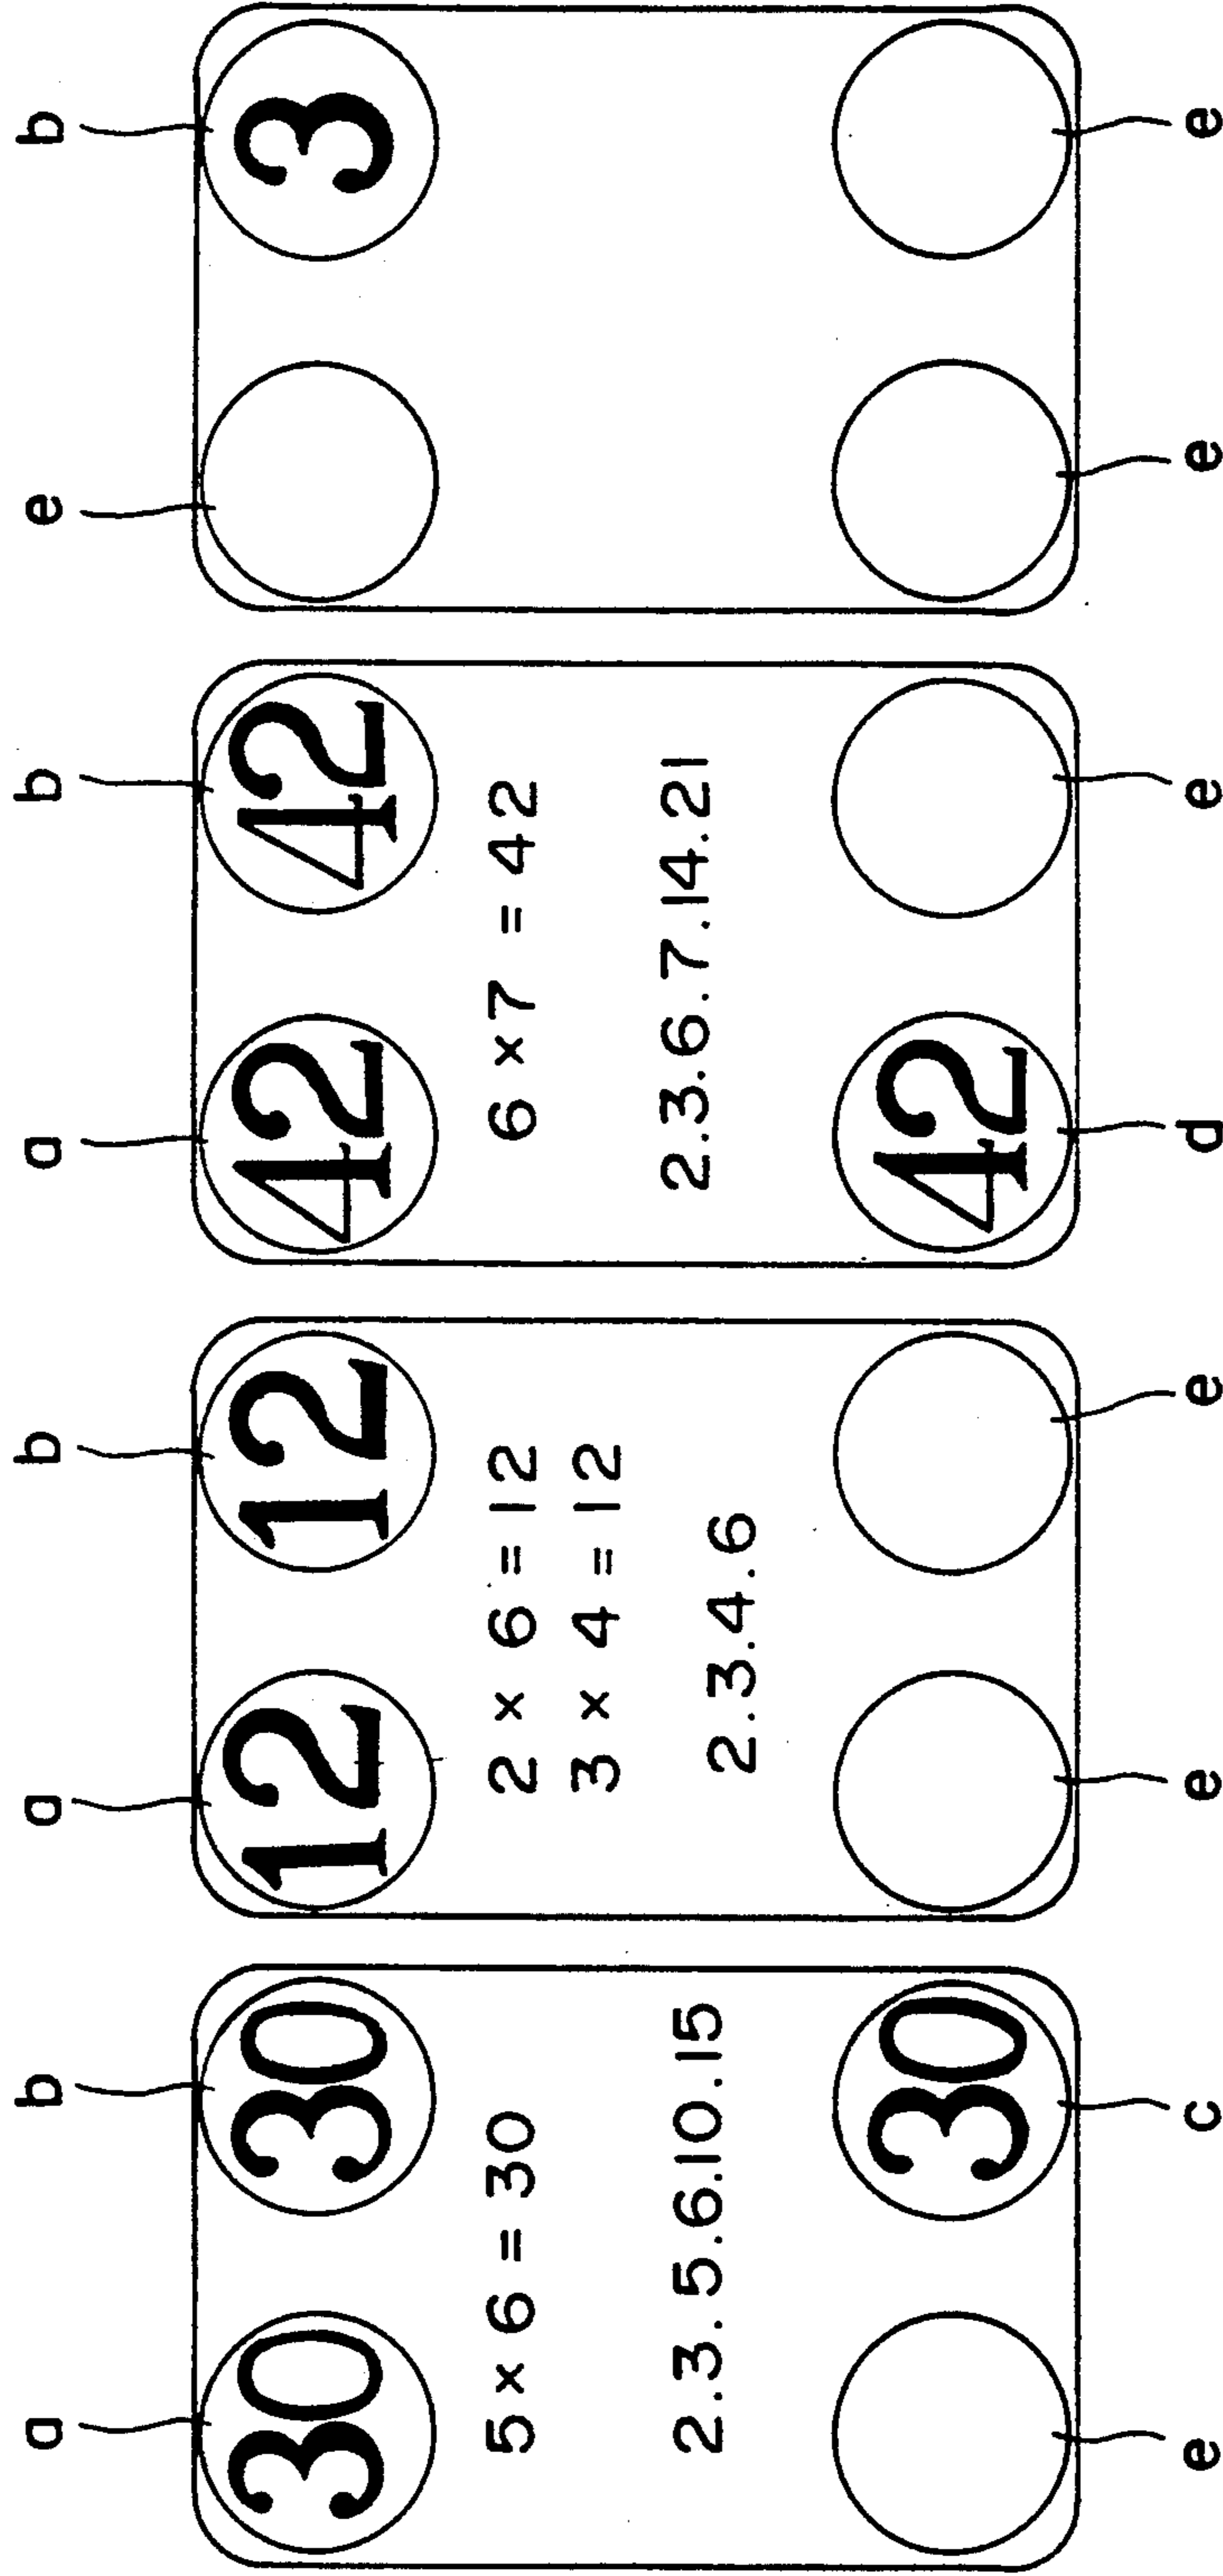 a b
30 30
5 × 6 = 30
2.3.5.6.10.15
30
e c
a b
12 12
2 × 6 = 12
3 × 4 = 12
2.3.4.6
e e
a b
42 42
6 × 7 = 42
2.3.6.7.14.21
42
d e
e b
3
e e